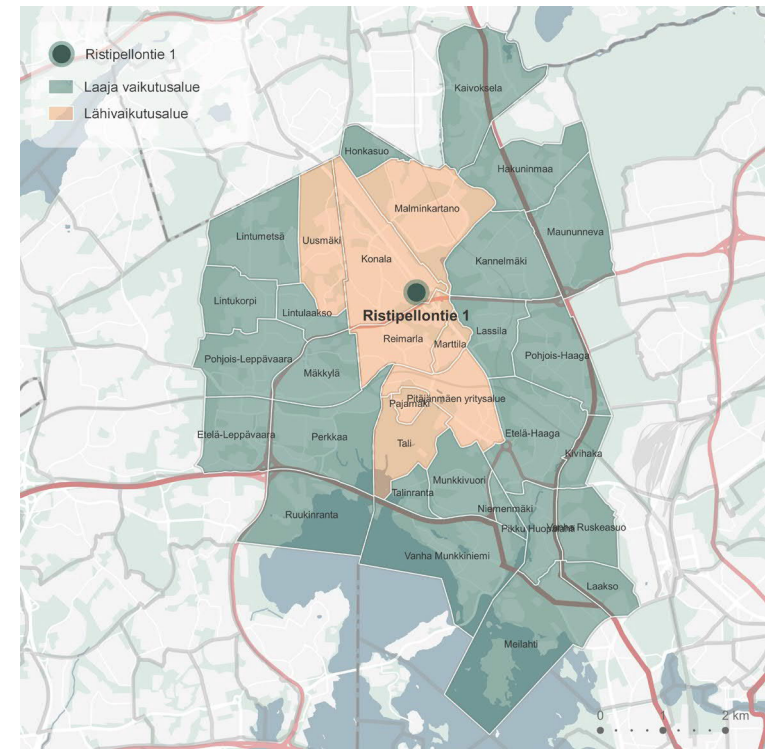 Ristipellontie 1
Laaja vaikutusalue
Lähivaikutusalue
Kaivoksela
Honkasuo
Hakuninmaa
Malminkartano
Lintumetsä
Uusmäki
Maununneva
Konala
Kannelmäki
Lintukorpi
Lintulaakso
Ristipellontie 1
Lassila
Reimarla
Marttila
Pohjois-Haaga
Pohjois-Leppävaara
Mäkkylä
Pitäjänmäen yritysalue
Pajamäki
Etelä-Leppävaara
Perkkaa
Tali
Etelä-Haaga
Kivihaka
Munkkivuori
Talinranta
Niemenmäki
Ruukinranta
Pikku Huopalahti
Vanha Ruskeasuo
Vanha Munkkiniemi
Laakso
Meilahti
0 1 2 km